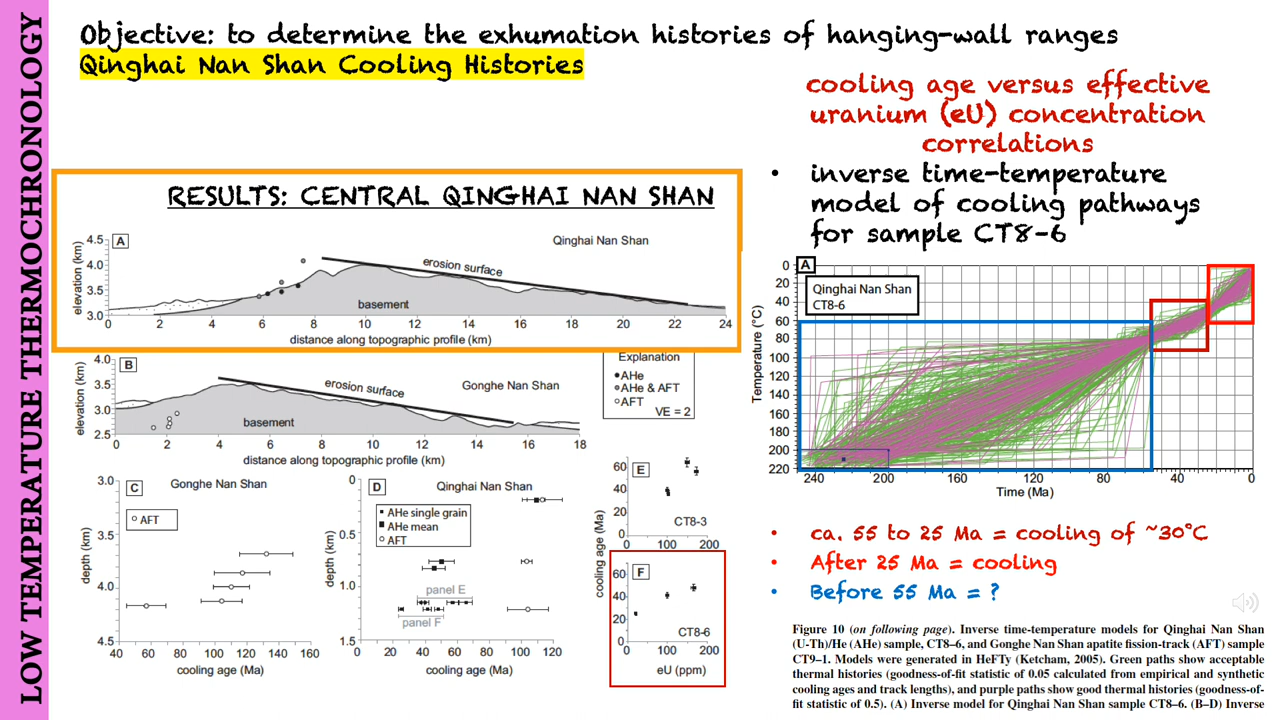 LOW TEMPERATURE THERMOCHRONOLOGY
Objective: to determine the exhumation histories of hanging-wall ranges
Qinghai Nan Shan Cooling Histories
cooling age versus effective
uranium (eU) concentration
correlations
• inverse time-temperature
model of cooling pathways
for sample CT8-6
RESULTS: CENTRAL QINGHAI NAN SHAN
A
Qinghai Nan Shan
elevation (km)
4.5
4.0
3.5
3.0
erosion surface
basement
0 2 4 6 8 10 12 14 16 18 20 22 24
distance along topographic profile (km)
B
Gonghe Nan Shan
elevation (km)
4.0
3.5
3.0
2.5
erosion surface
basement
0 2 4 6 8 10 12 14 16 18
distance along topographic profile (km)
Explanation
AHe
AHe & AFT
AFT
VE = 2
C
Gonghe Nan Shan
AFT
depth (km)
3.0
3.5
4.0
4.5
40 60 80 100 120 140 160
cooling age (Ma)
D
Qinghai Nan Shan
AHe single grain
AHe mean
AFT
depth (km)
0
0.5
1.0
1.5
panel E
panel F
0 20 40 60 80 100 120
cooling age (Ma)
cooling age (Ma)
E
60
40
20
0
CT8-3
0 100 200
F
60
40
20
0
CT8-6
0 100 200
eU (ppm)
A
Qinghai Nan Shan
CT8-6
Temperature (°C)
0
20
40
60
80
100
120
140
160
180
200
220
240 200 160 120 80 40 0
Time (Ma)
• ca. 55 to 25 Ma = cooling of ~30°C
• After 25 Ma = cooling
• Before 55 Ma = ?
Figure 10 (on following page). Inverse time-temperature models for Qinghai Nan Shan
(U-Th)/He (AHe) sample, CT8–6, and Gonghe Nan Shan apatite fission-track (AFT) sample
CT9–1. Models were generated in HeFTy (Ketcham, 2005). Green paths show acceptable
thermal histories (goodness-of-fit statistic of 0.05 calculated from empirical and synthetic
cooling ages and track lengths), and purple paths show good thermal histories (goodness-of-
fit statistic of 0.5). (A) Inverse model for Qinghai Nan Shan sample CT8–6. (B–D) Inverse